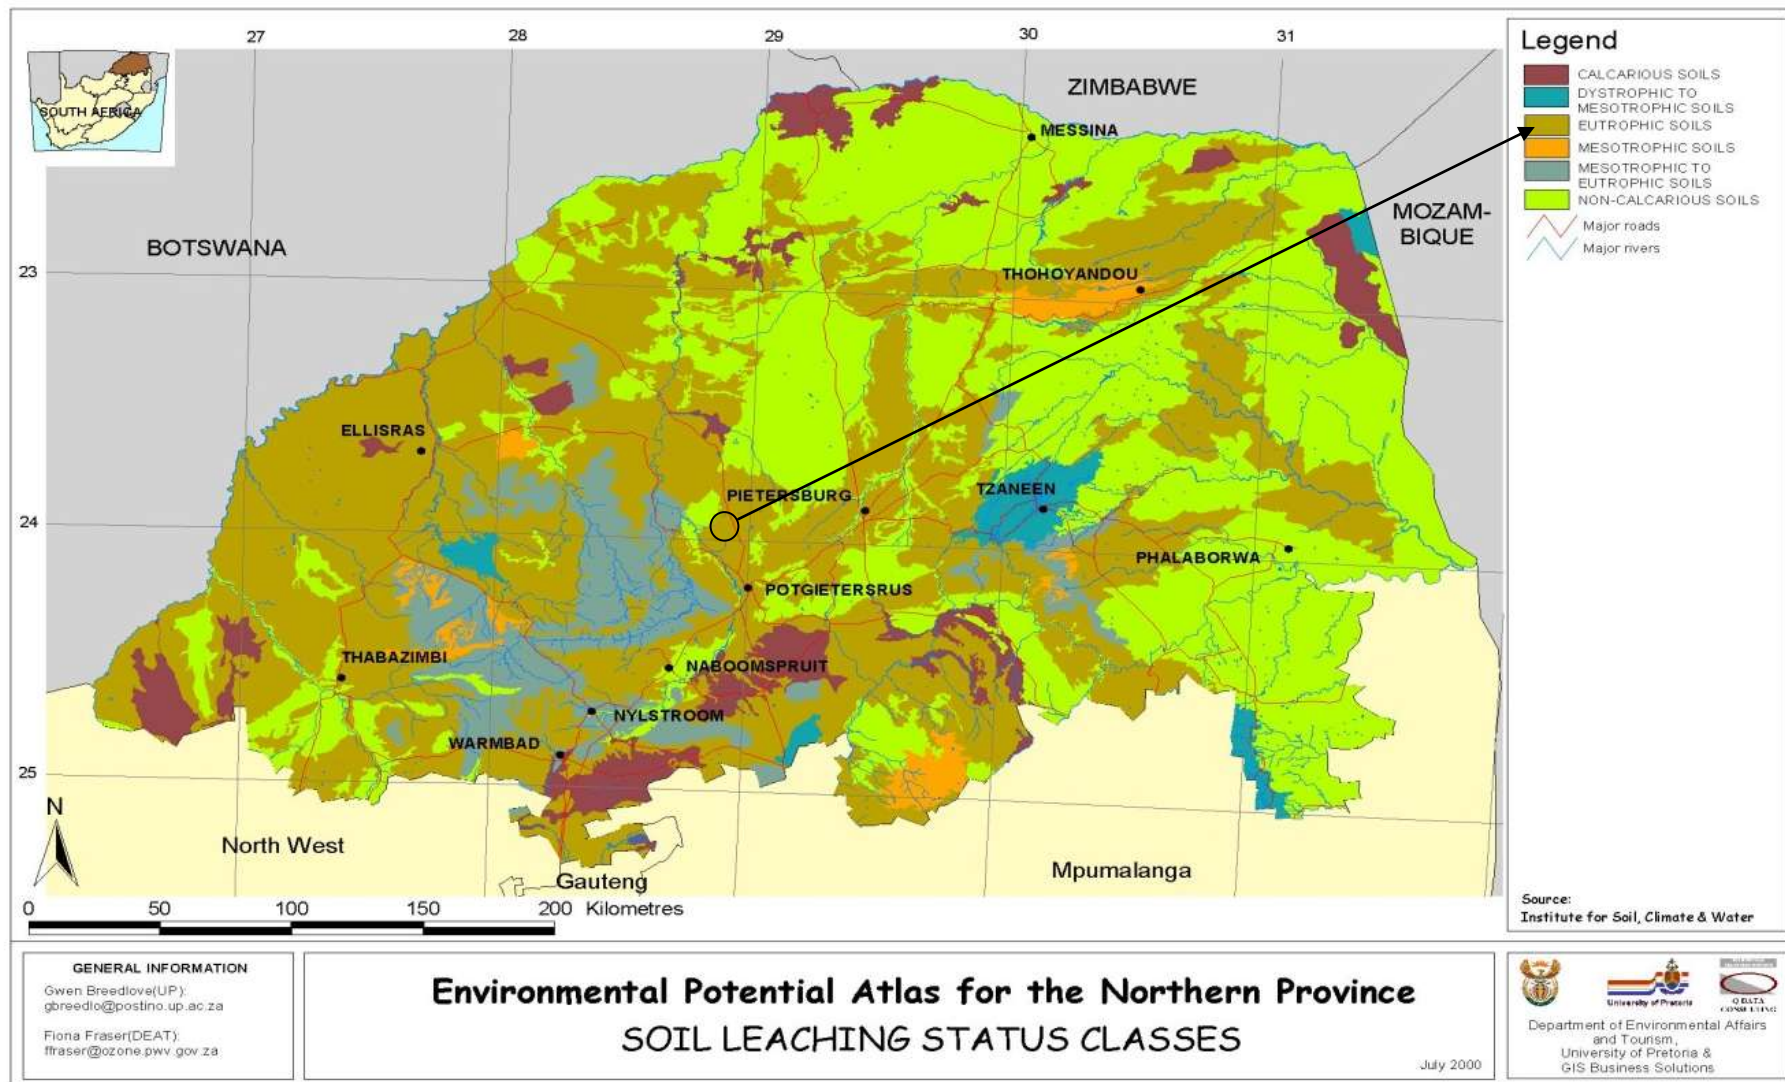 27
28
29
30
31
23
24
25
SOUTH AFRICA
ZIMBABWE
BOTSWANA
MOZAM-
BIQUE
MESSINA
THOHOYANDOU
ELLISRAS
PIETERSBURG
TZANEEN
PHALABORWA
POTGIETERSRUS
THABAZIMBI
NABOOMSPRUIT
NYLSTROOM
WARMBAD
N
North West
Gauteng
Mpumalanga
0 50 100 150 200 Kilometres
Legend
CALCARIOUS SOILS
DYSTROPHIC TO
MESOTROPHIC SOILS
EUTROPHIC SOILS
MESOTROPHIC SOILS
MESOTROPHIC TO
EUTROPHIC SOILS
NON-CALCARIOUS SOILS
Major roads
Major rivers
Source:
Institute for Soil, Climate & Water
GENERAL INFORMATION
Gwen Breedlove(UP):
gbreedlo@postino.up.ac.za
Fiona Fraser(DEAT):
ffraser@ozone.pwv.gov.za
Environmental Potential Atlas for the Northern Province
SOIL LEACHING STATUS CLASSES
July 2000
University of Pretoria
Q DATA
CONSULTING
Department of Environmental Affairs
and Tourism,
University of Pretoria &
GIS Business Solutions